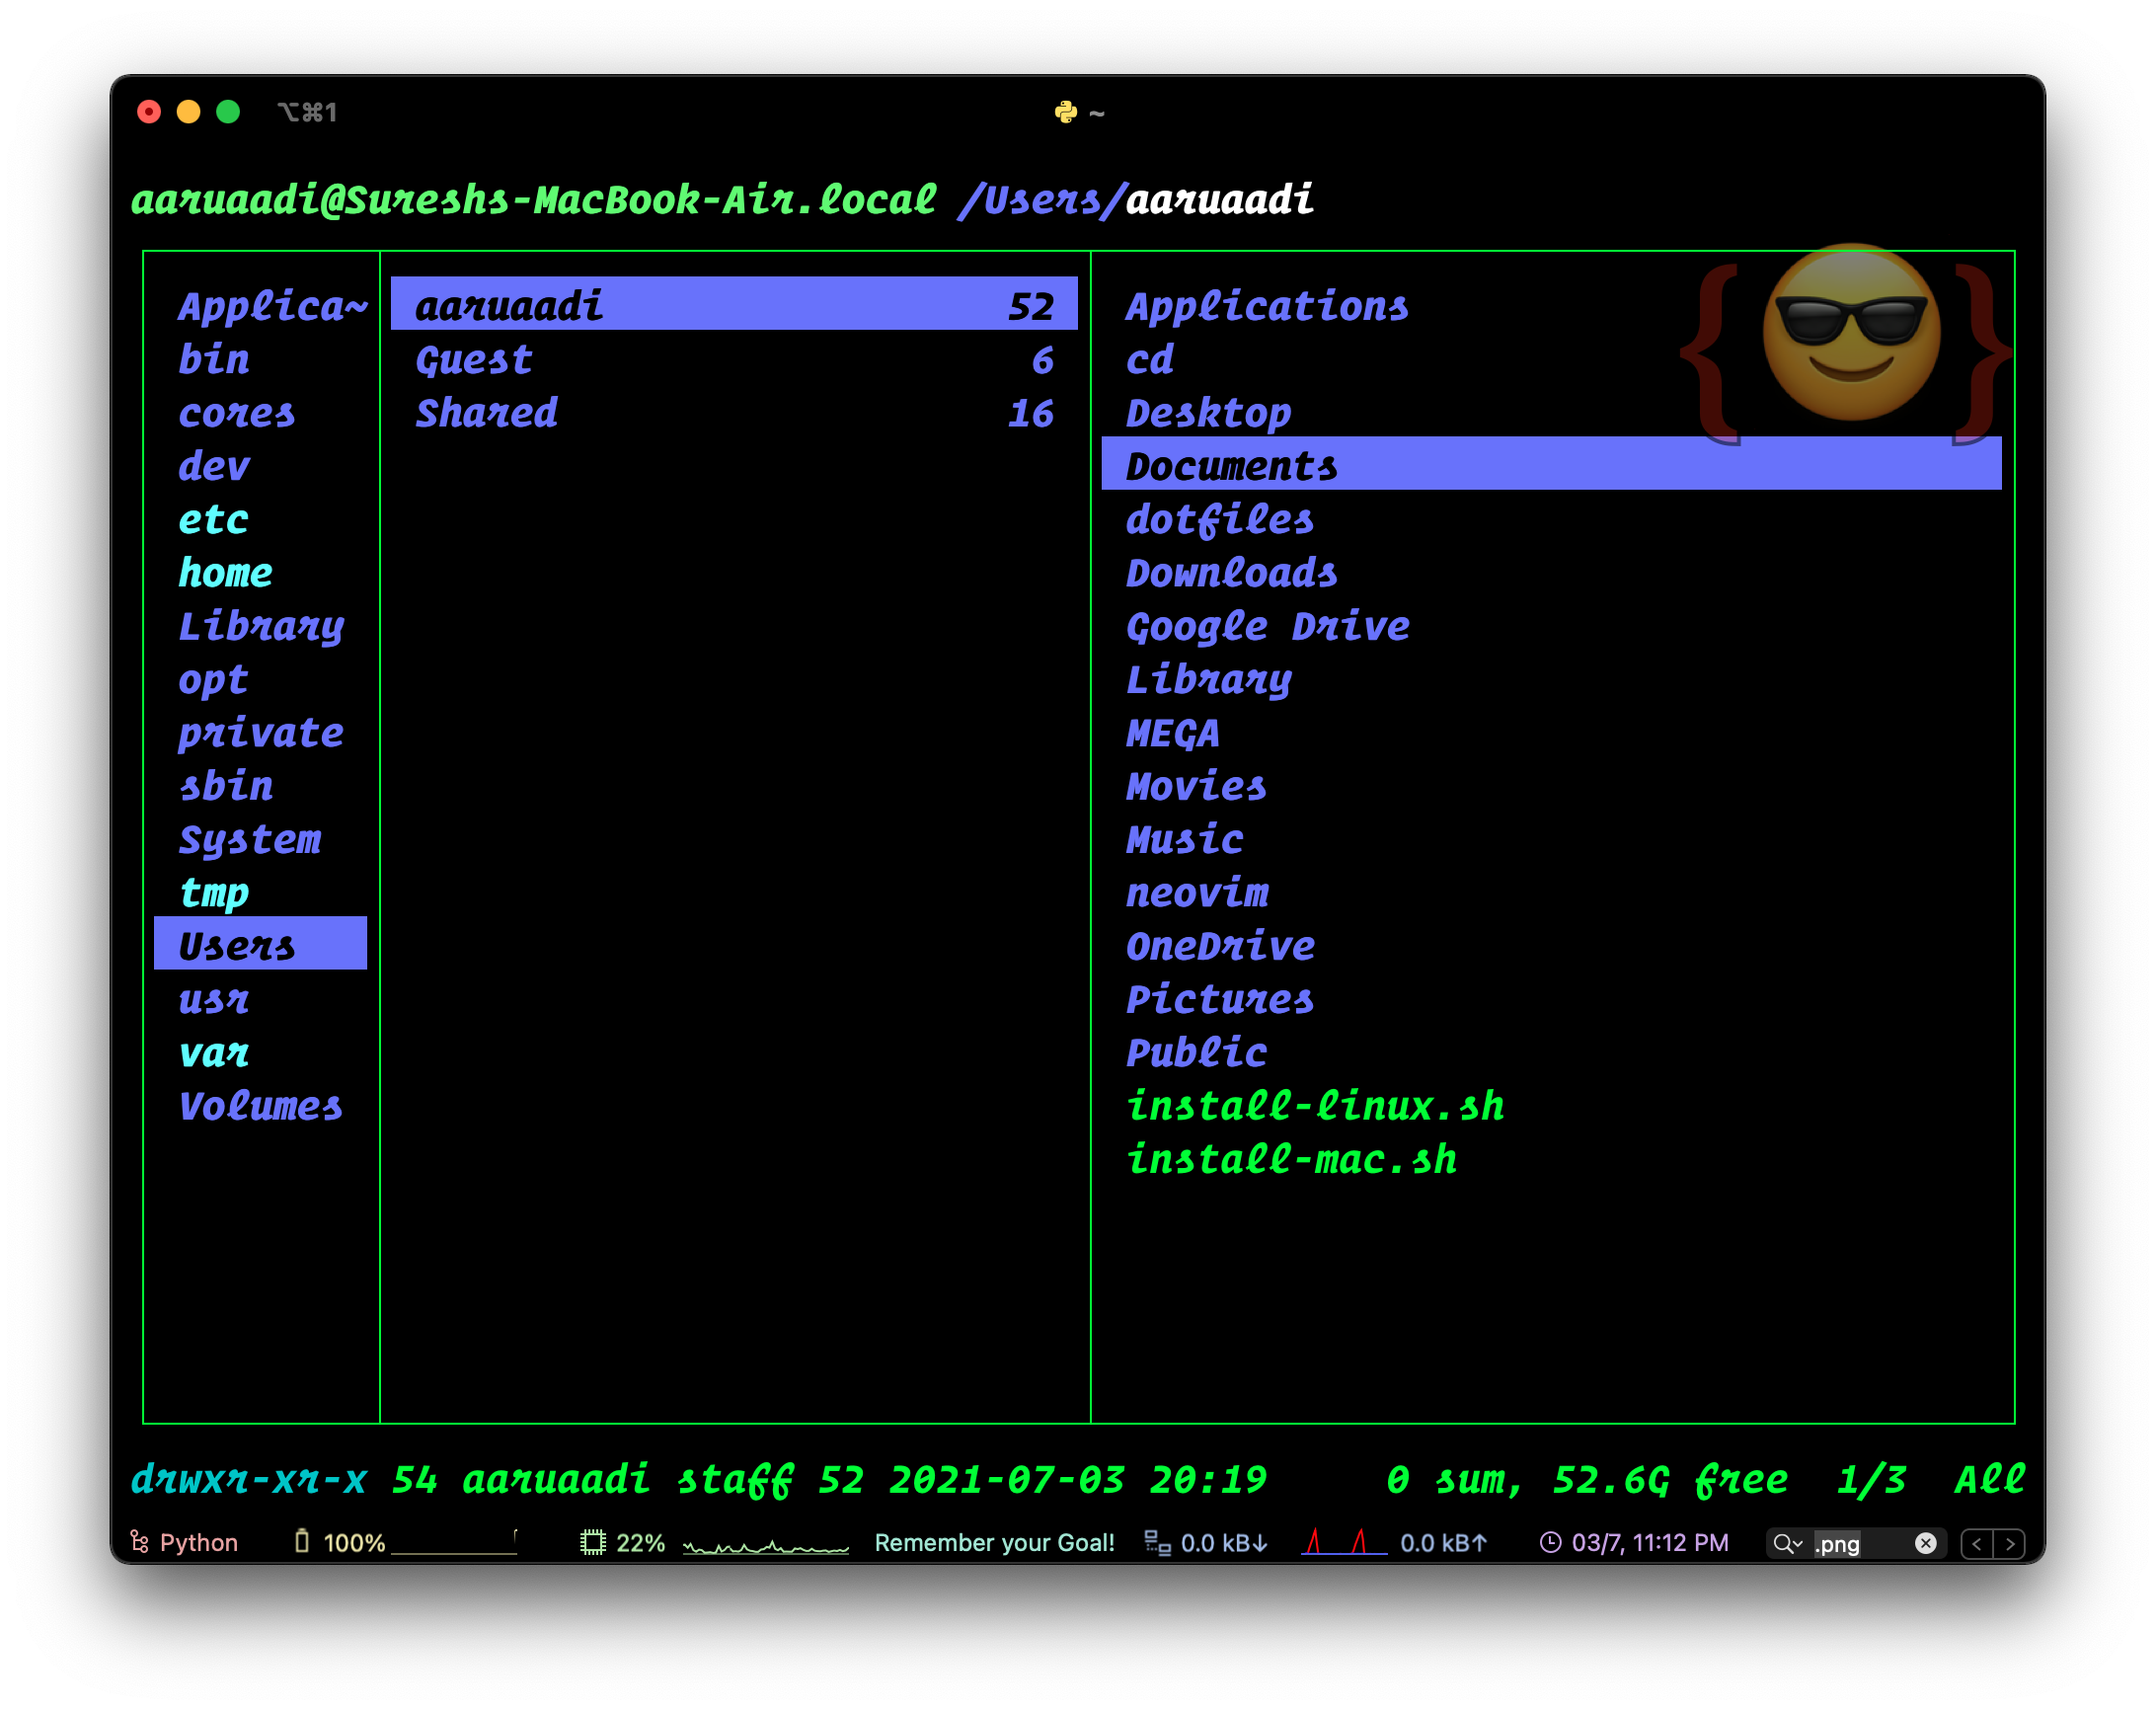 ⌥⌘1 ~
aaruaadi@Sureshs-MacBook-Air.local /Users/aaruaadi
Applica~
bin
cores
dev
etc
home
Library
opt
private
sbin
System
tmp
Users
usr
var
Volumes
aaruaadi 52
Guest 6
Shared 16
{ }
Applications
cd
Desktop
Documents
dotfiles
Downloads
Google Drive
Library
MEGA
Movies
Music
neovim
OneDrive
Pictures
Public
install-linux.sh
install-mac.sh
drwxr-xr-x 54 aaruaadi staff 52 2021-07-03 20:19 0 sum, 52.6G free 1/3 All
Python 100% 22% Remember your Goal! 0.0 kB↓ 0.0 kB↑ 03/7, 11:12 PM .png